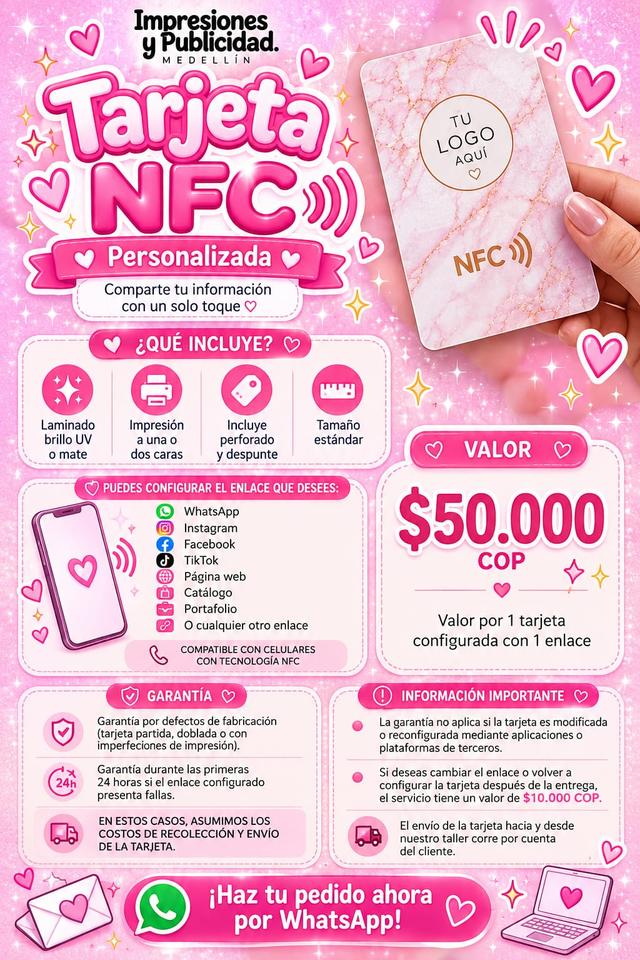 Impresiones
y Publicidad.
MEDELLÍN
Tarjeta
NFC
Personalizada
Comparte tu información
con un solo toque
TU
LOGO
AQUÍ
NFC
¿QUÉ INCLUYE?
Laminado
brillo UV
o mate
Impresión
a una o
dos caras
Incluye
perforado
y despunte
Tamaño
estándar
PUEDES CONFIGURAR EL ENLACE QUE DESEES:
WhatsApp
Instagram
Facebook
TikTok
Página web
Catálogo
Portafolio
O cualquier otro enlace
COMPATIBLE CON CELULARES
CON TECNOLOGÍA NFC
VALOR
$50.000
COP
Valor por 1 tarjeta
configurada con 1 enlace
GARANTÍA
Garantía por defectos de fabricación
(tarjeta partida, doblada o con
imperfeciones de impresión).
24h
Garantía durante las primeras
24 horas si el enlace configurado
presenta fallas.
EN ESTOS CASOS, ASUMIMOS LOS
COSTOS DE RECOLECCIÓN Y ENVÍO
DE LA TARJETA.
INFORMACIÓN IMPORTANTE
La garantía no aplica si la tarjeta es modificada
o reconfigurada mediante aplicaciones o
plataformas de terceros.
Si deseas cambiar el enlace o volver a
configurar la tarjeta después de la entrega,
el servicio tiene un valor de $10.000 COP.
El envío de la tarjeta hacia y desde
nuestro taller corre por cuenta
del cliente.
¡Haz tu pedido ahora
por WhatsApp!